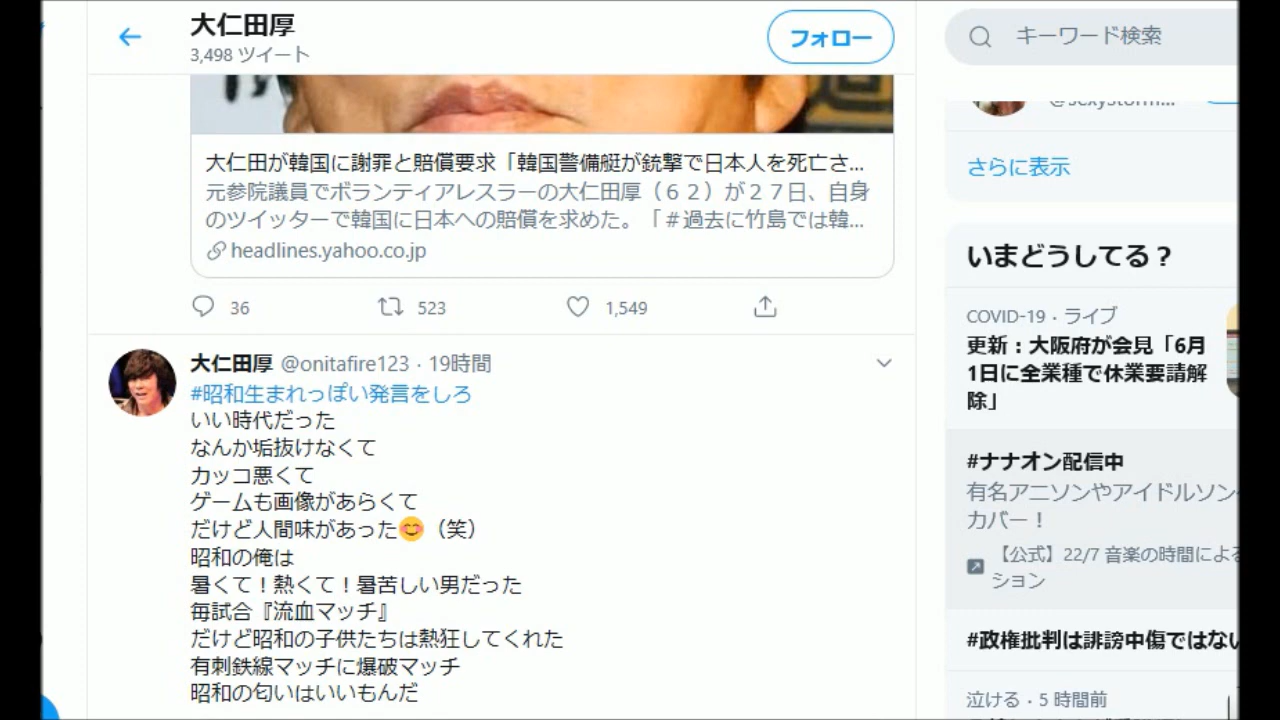 大仁田厚
3,498 ツイート
フォロー
キーワード検索
大仁田が韓国に謝罪と賠償要求「韓国警備艇が銃撃で日本人を死亡さ...
元参院議員でボランティアレスラーの大仁田厚（６２）が２７日、自身
のツイッターで韓国に日本への賠償を求めた。「＃過去に竹島では韓...
headlines.yahoo.co.jp
36
523
1,549
大仁田厚 @onitafire123 · 19時間
#昭和生まれっぽい発言をしろ
いい時代だった
なんか垢抜けなくて
カッコ悪くて
ゲームも画像があらくて
だけど人間味があった😊（笑）
昭和の俺は
暑くて！熱くて！暑苦しい男だった
毎試合『流血マッチ』
だけど昭和の子供たちは熱狂してくれた
有刺鉄線マッチに爆破マッチ
昭和の匂いはいいもんだ
さらに表示
いまどうしてる？
COVID-19 · ライブ
更新：大阪府が会見「6月
1日に全業種で休業要請解
除」
#ナナオン配信中
有名アニソンやアイドルソン
カバー！
【公式】22/7 音楽の時間による
ション
#政権批判は誹謗中傷ではない
泣ける · 5 時間前